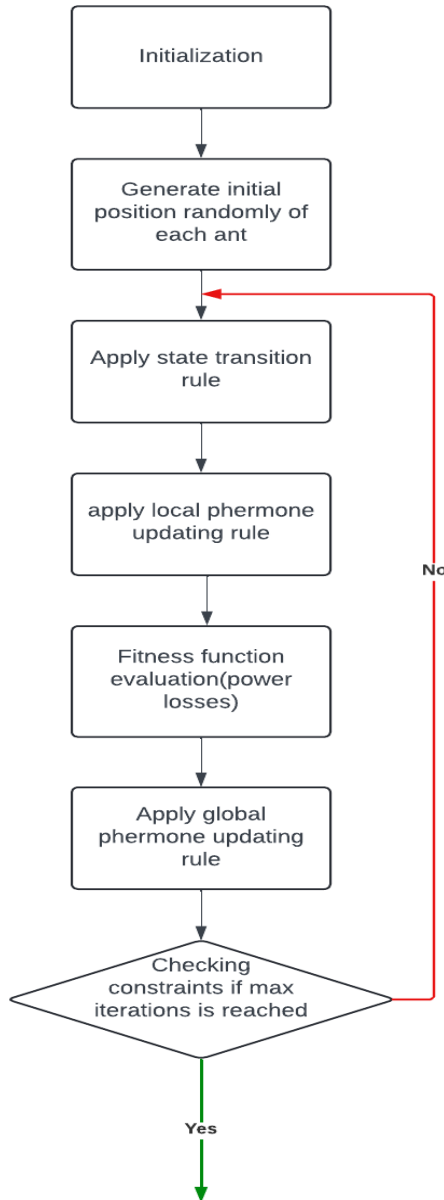 Initialization
Generate initial
position randomly of
each ant
Apply state transition
rule
apply local phermone
updating rule
No
Fitness function
evaluation(power
losses)
Apply global
phermone updating
rule
Checking
constraints if max
iterations is reached
Yes